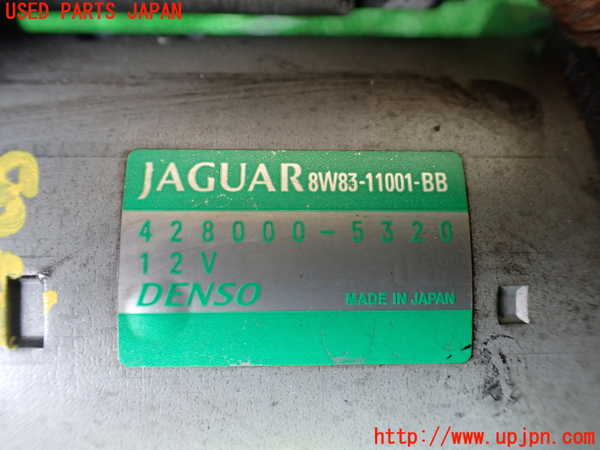 USED PARTS JAPAN
JAGUAR 8W83-11001-BB
428000-5320
12V
DENSO MADE IN JAPAN
http://www.upjpn.com/